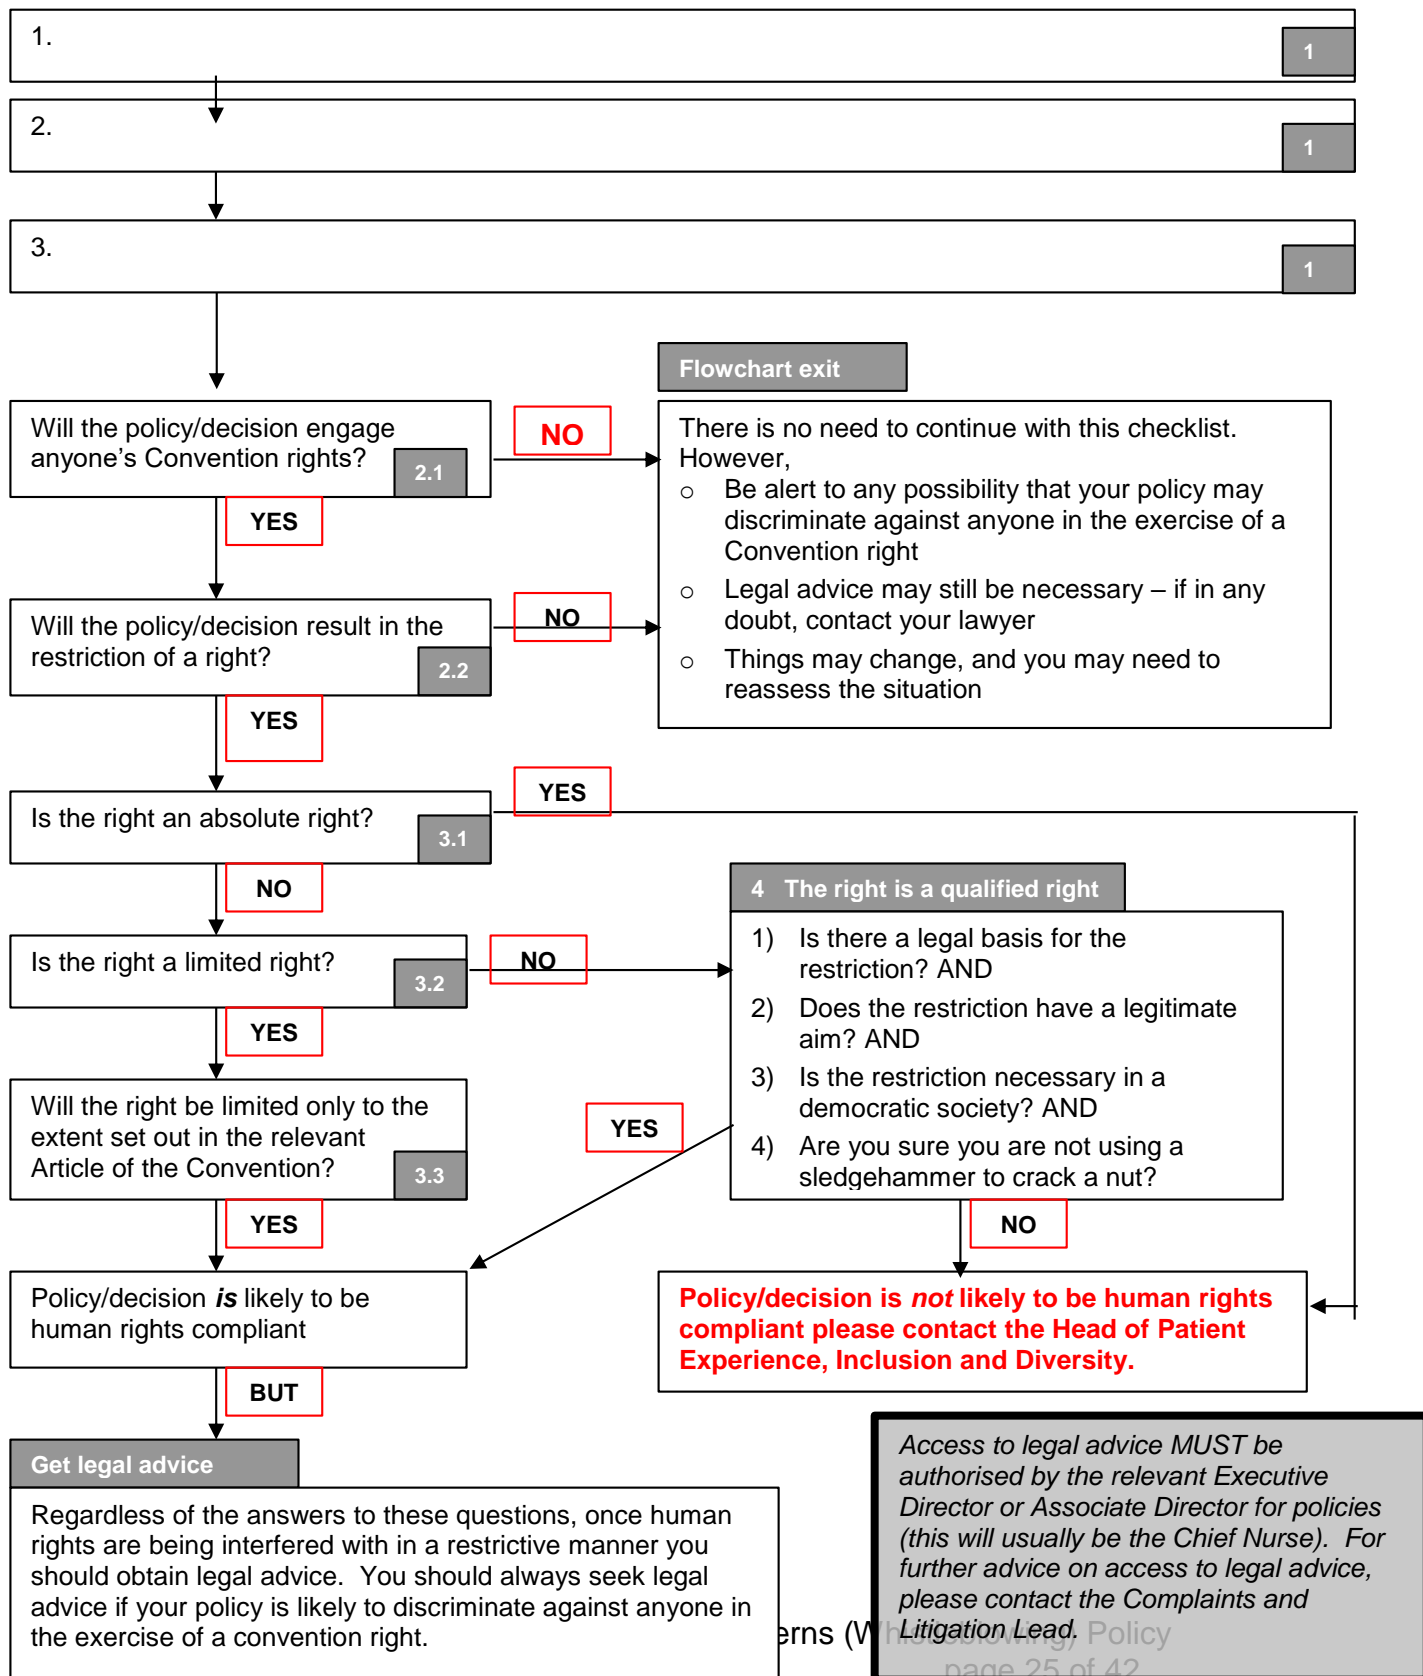 1.
1
2.
1
3.
1
Flowchart exit
Will the policy/decision engage
anyone’s Convention rights?
2.1
NO
There is no need to continue with this checklist.
However,
o Be alert to any possibility that your policy may
discriminate against anyone in the exercise of a
Convention right
o Legal advice may still be necessary – if in any
doubt, contact your lawyer
o Things may change, and you may need to
reassess the situation
YES
Will the policy/decision result in the
restriction of a right?
2.2
NO
YES
Is the right an absolute right?
3.1
YES
NO
4 The right is a qualified right
1) Is there a legal basis for the
restriction? AND
2) Does the restriction have a legitimate
aim? AND
3) Is the restriction necessary in a
democratic society? AND
4) Are you sure you are not using a
sledgehammer to crack a nut?
Is the right a limited right?
3.2
NO
YES
Will the right be limited only to the
extent set out in the relevant
Article of the Convention?
3.3
YES
YES
NO
Policy/decision is likely to be
human rights compliant
Policy/decision is not likely to be human rights
compliant please contact the Head of Patient
Experience, Inclusion and Diversity.
BUT
Get legal advice
Regardless of the answers to these questions, once human
rights are being interfered with in a restrictive manner you
should obtain legal advice. You should always seek legal
advice if your policy is likely to discriminate against anyone in
the exercise of a convention right.
Access to legal advice MUST be
authorised by the relevant Executive
Director or Associate Director for policies
(this will usually be the Chief Nurse). For
further advice on access to legal advice,
please contact the Complaints and
Litigation Lead.
erns (Whistleblowing) Policy
page 25 of 42